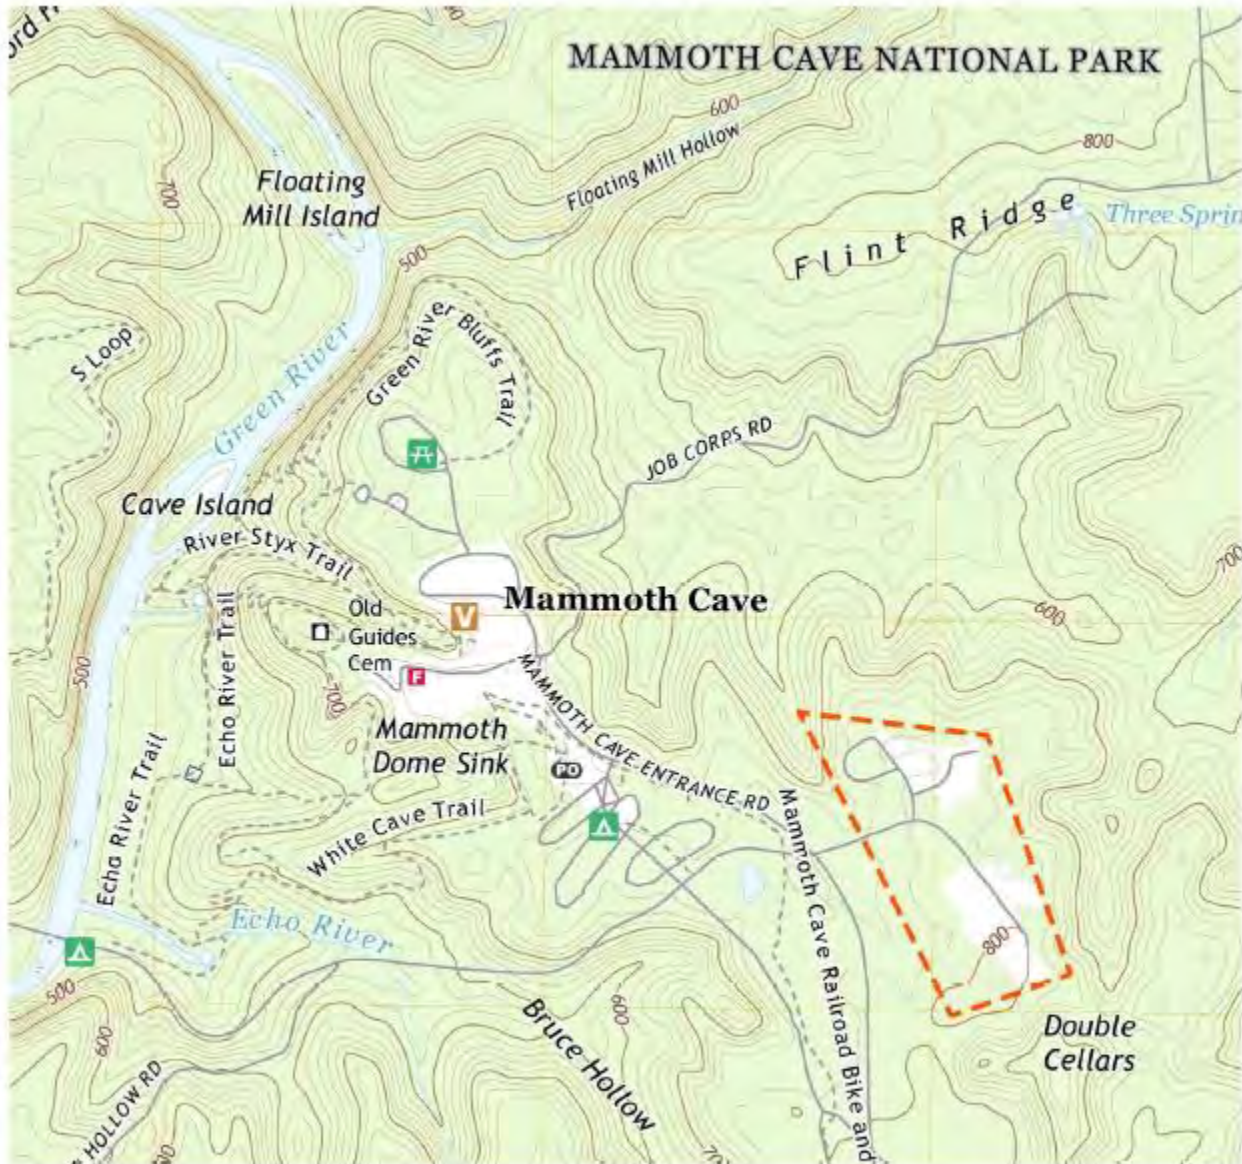 MAMMOTH CAVE NATIONAL PARK
600
Floating Mill Hollow
800
700
Floating
Mill Island
Flint Ridge
Three Sprin
500
S Loop
Green River
Green River Bluffs Trail
JOB CORPS RD
Cave Island
River Styx Trail
700
Mammoth Cave
V
600
Old
Guides
Cem
F
Echo River Trail
500
700
MAMMOTH CAVE ENTRANCE RD
Mammoth
Dome Sink
PO
Echo River Trail
White Cave Trail
Mammoth Cave Railroad Bike and
Echo River
800
500
600
600
Bruce Hollow
Double
Cellars
HOLLOW RD